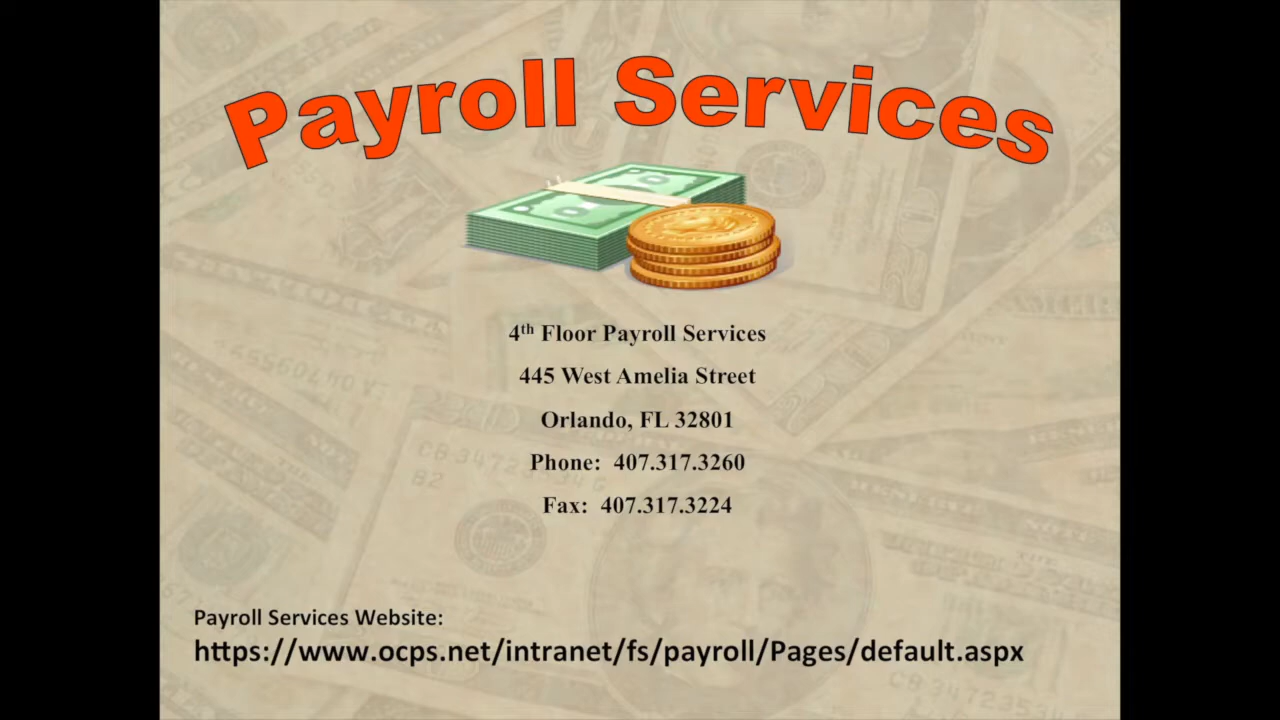 Payroll Services
4th Floor Payroll Services
445 West Amelia Street
Orlando, FL 32801
Phone: 407.317.3260
Fax: 407.317.3224
Payroll Services Website:
https://www.ocps.net/intranet/fs/payroll/Pages/default.aspx